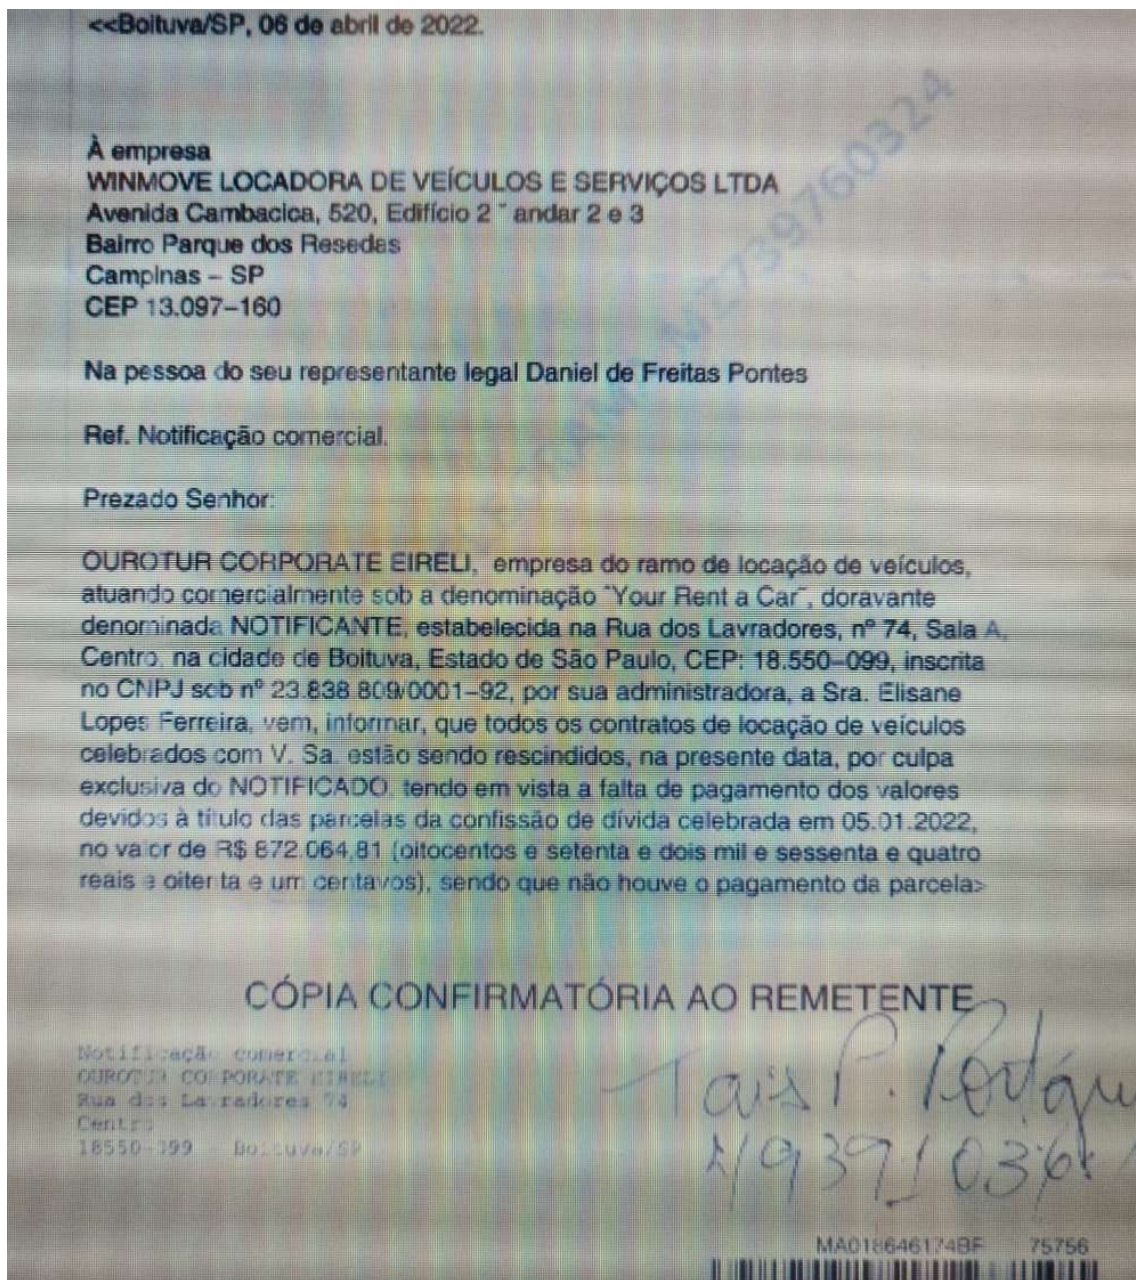 <<Boituva/SP, 06 de abril de 2022.
À empresa
WINMOVE LOCADORA DE VEÍCULOS E SERVIÇOS LTDA
Avenida Cambacica, 520, Edifício 2 ° andar 2 e 3
Bairro Parque dos Resedas
Campinas – SP
CEP 13.097–160
Na pessoa do seu representante legal Daniel de Freitas Pontes
Ref. Notificação comercial.
Prezado Senhor:
OUROTUR CORPORATE EIRELI, empresa do ramo de locação de veículos,
atuando comercialmente sob a denominação "Your Rent a Car", doravante
denominada NOTIFICANTE, estabelecida na Rua dos Lavradores, nº 74, Sala A,
Centro, na cidade de Boituva, Estado de São Paulo, CEP: 18.550–099, inscrita
no CNPJ sob nº 23.838.809/0001–92, por sua administradora, a Sra. Elisane
Lopes Ferreira, vem, informar, que todos os contratos de locação de veículos
celebrados com V. Sa. estão sendo rescindidos, na presente data, por culpa
exclusiva do NOTIFICADO, tendo em vista a falta de pagamento dos valores
devidos à título das parcelas da confissão de dívida celebrada em 05.01.2022,
no valor de R$ 872.064,81 (oitocentos e setenta e dois mil e sessenta e quatro
reais e oitenta e um centavos), sendo que não houve o pagamento da parcela>
CÓPIA CONFIRMATÓRIA AO REMETENTE
Notificação comercial
OUROTUR CORPORATE EIRELI
Rua dos Lavradores 74
Centro
18550-099 - Boituva/SP
Tais P.
MA018646174BF 75756
MZ739760324